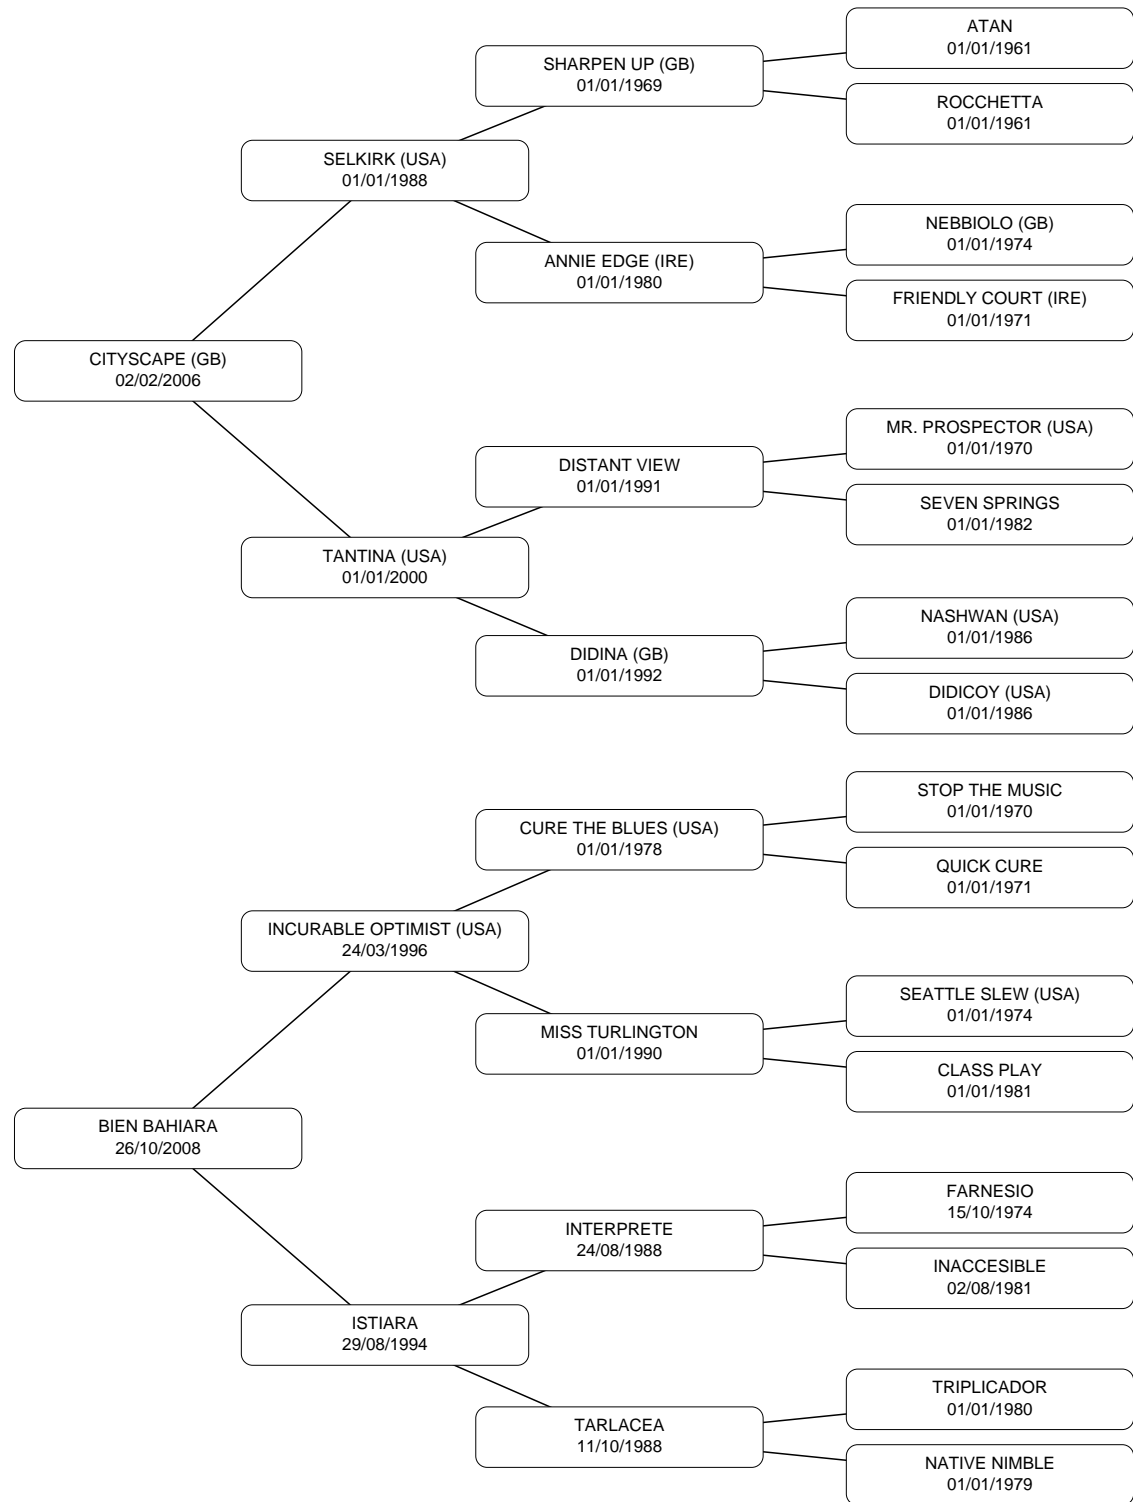 ATAN
01/01/1961
SHARPEN UP (GB)
01/01/1969
ROCCHETTA
01/01/1961
SELKIRK (USA)
01/01/1988
NEBBIOLO (GB)
01/01/1974
ANNIE EDGE (IRE)
01/01/1980
FRIENDLY COURT (IRE)
01/01/1971
CITYSCAPE (GB)
02/02/2006
MR. PROSPECTOR (USA)
01/01/1970
DISTANT VIEW
01/01/1991
SEVEN SPRINGS
01/01/1982
TANTINA (USA)
01/01/2000
NASHWAN (USA)
01/01/1986
DIDINA (GB)
01/01/1992
DIDICOY (USA)
01/01/1986
STOP THE MUSIC
01/01/1970
CURE THE BLUES (USA)
01/01/1978
QUICK CURE
01/01/1971
INCURABLE OPTIMIST (USA)
24/03/1996
SEATTLE SLEW (USA)
01/01/1974
MISS TURLINGTON
01/01/1990
CLASS PLAY
01/01/1981
BIEN BAHIARA
26/10/2008
FARNESIO
15/10/1974
INTERPRETE
24/08/1988
INACCESIBLE
02/08/1981
ISTIARA
29/08/1994
TRIPLICADOR
01/01/1980
TARLACEA
11/10/1988
NATIVE NIMBLE
01/01/1979